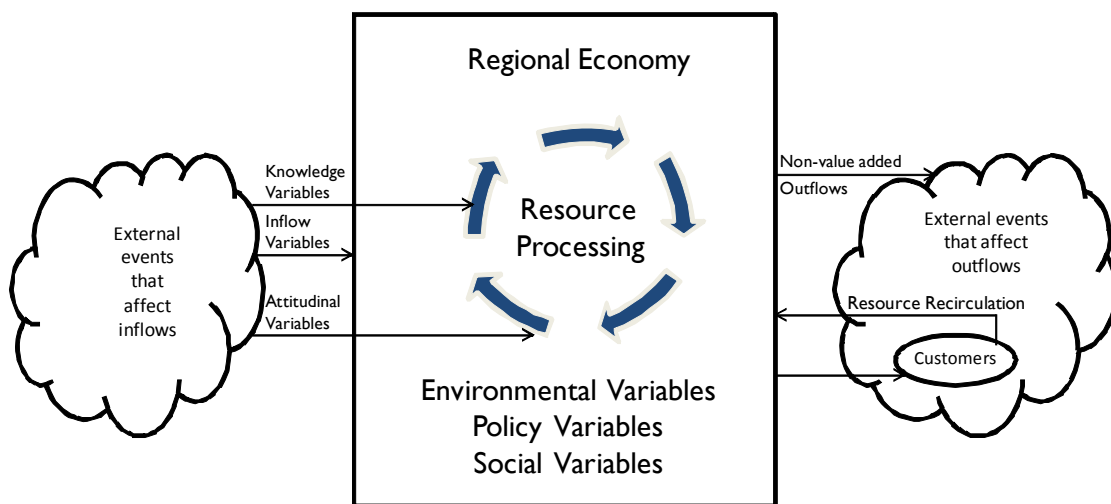 Regional Economy
Knowledge
Variables
Inflow
Variables
Attitudinal
Variables
External
events
that
affect
inflows
Resource
Processing
Environmental Variables
Policy Variables
Social Variables
Non-value added
Outflows
External events
that affect
outflows
Resource Recirculation
Customers